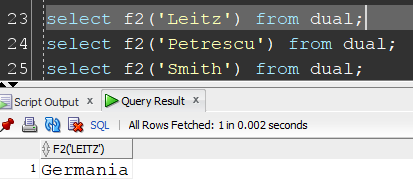 23 select f2('Leitz') from dual;
24 select f2('Petrescu') from dual;
25 select f2('Smith') from dual;
Script Output x Query Result x
SQL | All Rows Fetched: 1 in 0.002 seconds
F2('LEITZ')
1 Germania